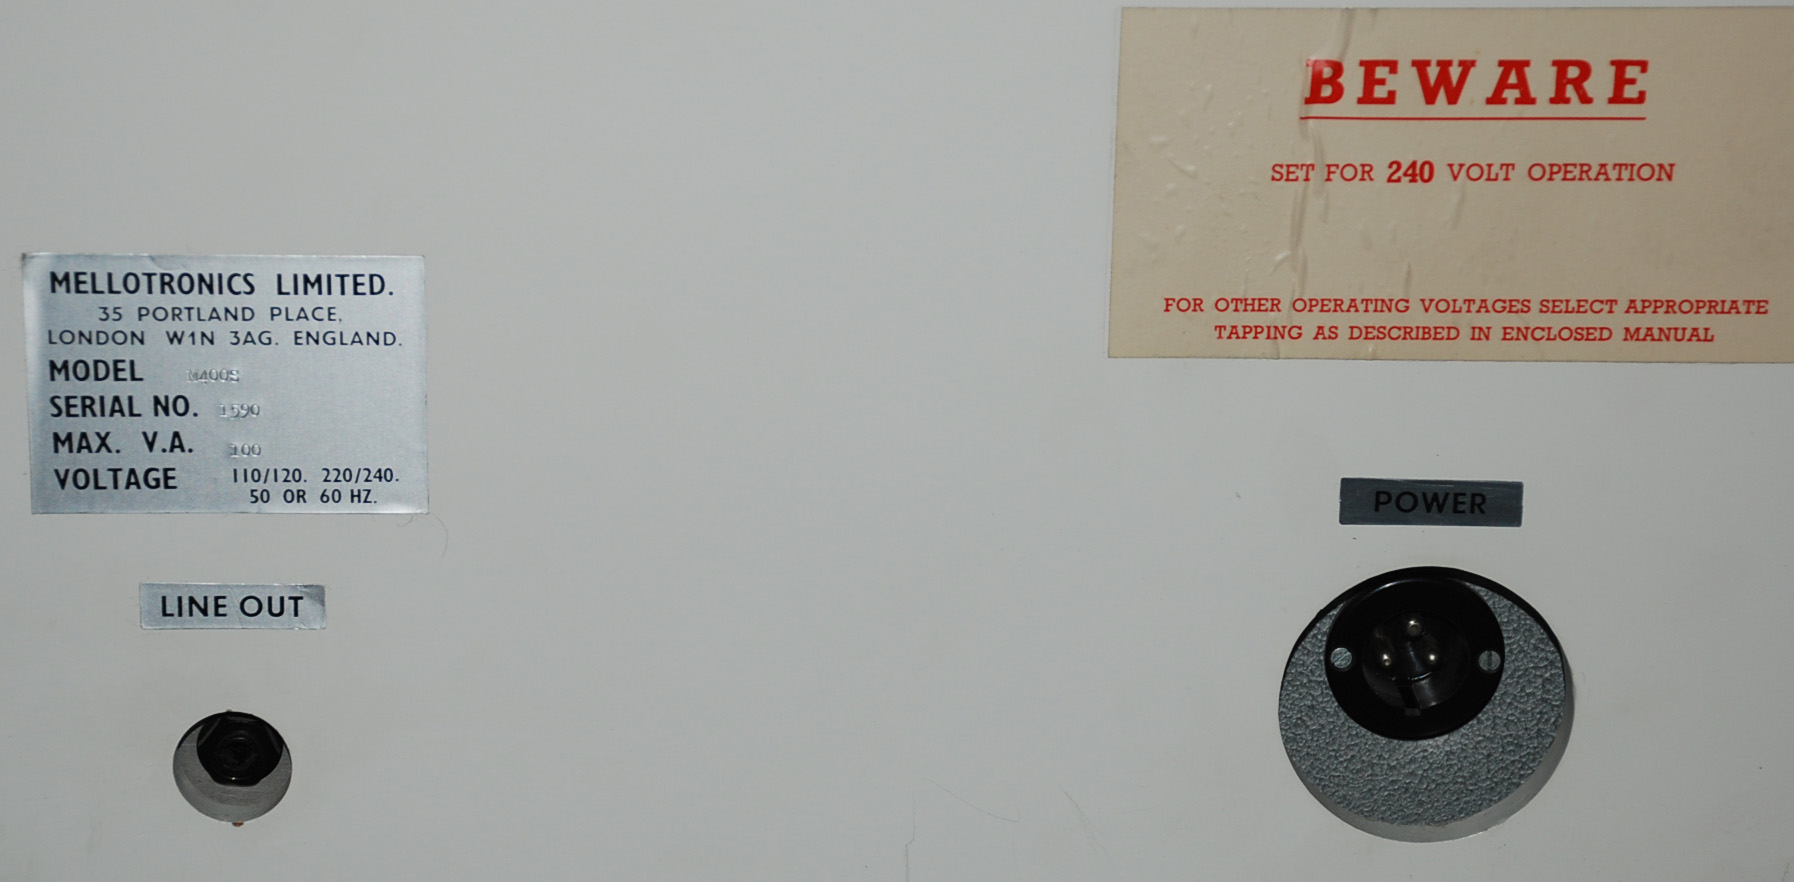 BEWARE
SET FOR 240 VOLT OPERATION
FOR OTHER OPERATING VOLTAGES SELECT APPROPRIATE
TAPPING AS DESCRIBED IN ENCLOSED MANUAL
MELLOTRONICS LIMITED.
35 PORTLAND PLACE,
LONDON W1N 3AG. ENGLAND.
MODEL M400S
SERIAL NO. 1590
MAX. V.A. 100
VOLTAGE 110/120. 220/240.
50 OR 60 HZ.
POWER
LINE OUT